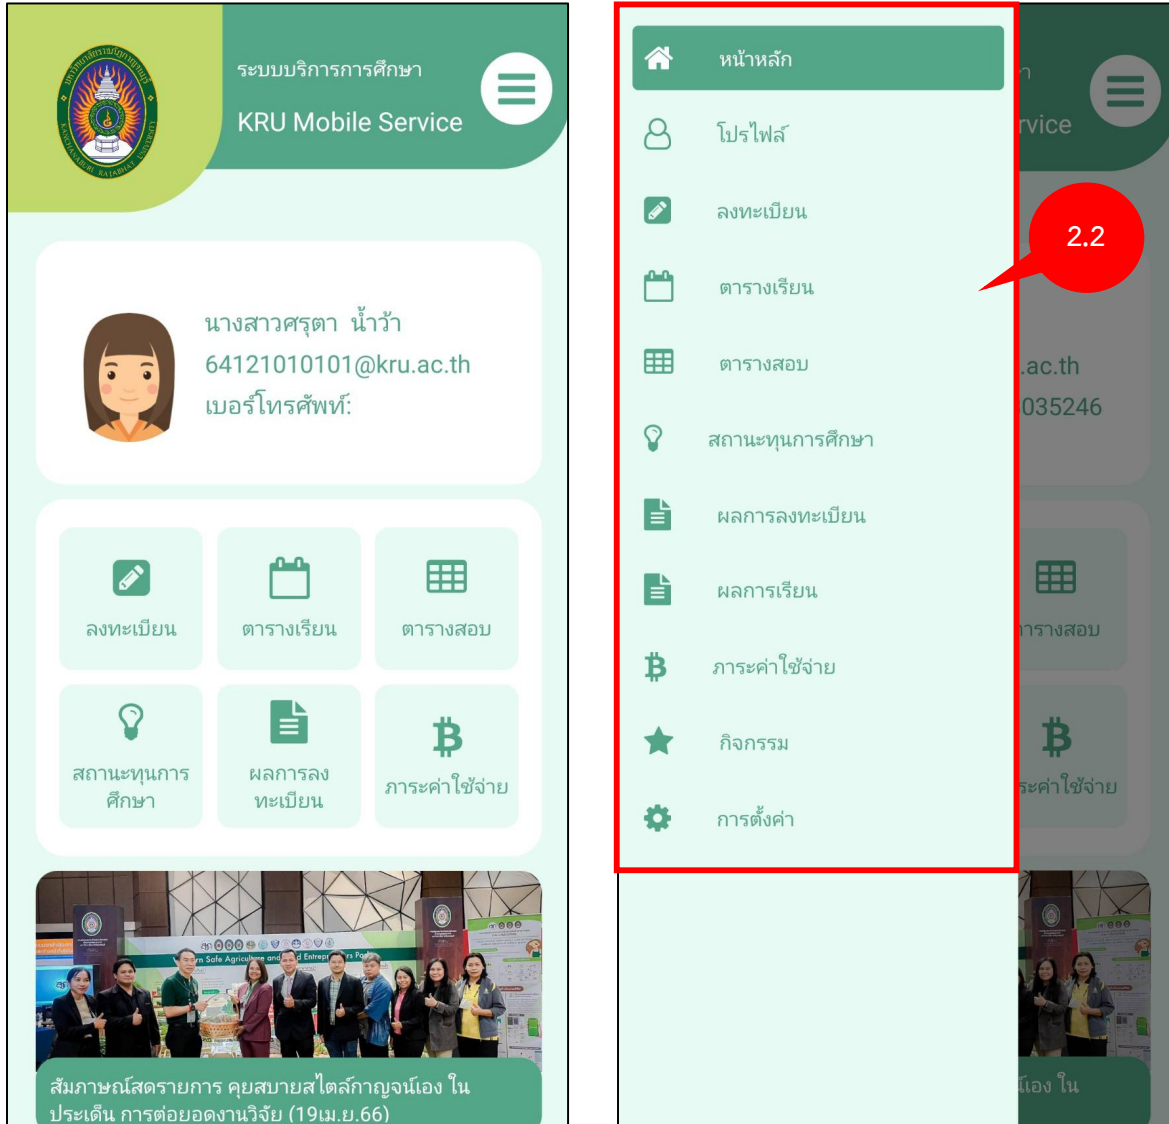 ระบบบริการการศึกษา
KRU Mobile Service
นางสาวศรุตา น้ำว้า
64121010101@kru.ac.th
เบอร์โทรศัพท์:
ลงทะเบียน
ตารางเรียน
ตารางสอบ
สถานะทุนการ
ศึกษา
ผลการลง
ทะเบียน
ภาระค่าใช้จ่าย
สัมภาษณ์สดรายการ คุยสบายสไตล์กาญจน์เอง ใน
ประเด็น การต่อยอดงานวิจัย (19เม.ย.66)
หน้าหลัก
โปรไฟล์
ลงทะเบียน
ตารางเรียน
ตารางสอบ
สถานะทุนการศึกษา
ผลการลงทะเบียน
ผลการเรียน
ภาระค่าใช้จ่าย
กิจกรรม
การตั้งค่า
2.2
rvice
.ac.th
035246
ารางสอบ
ระค่าใช้จ่าย
น์เอง ใน